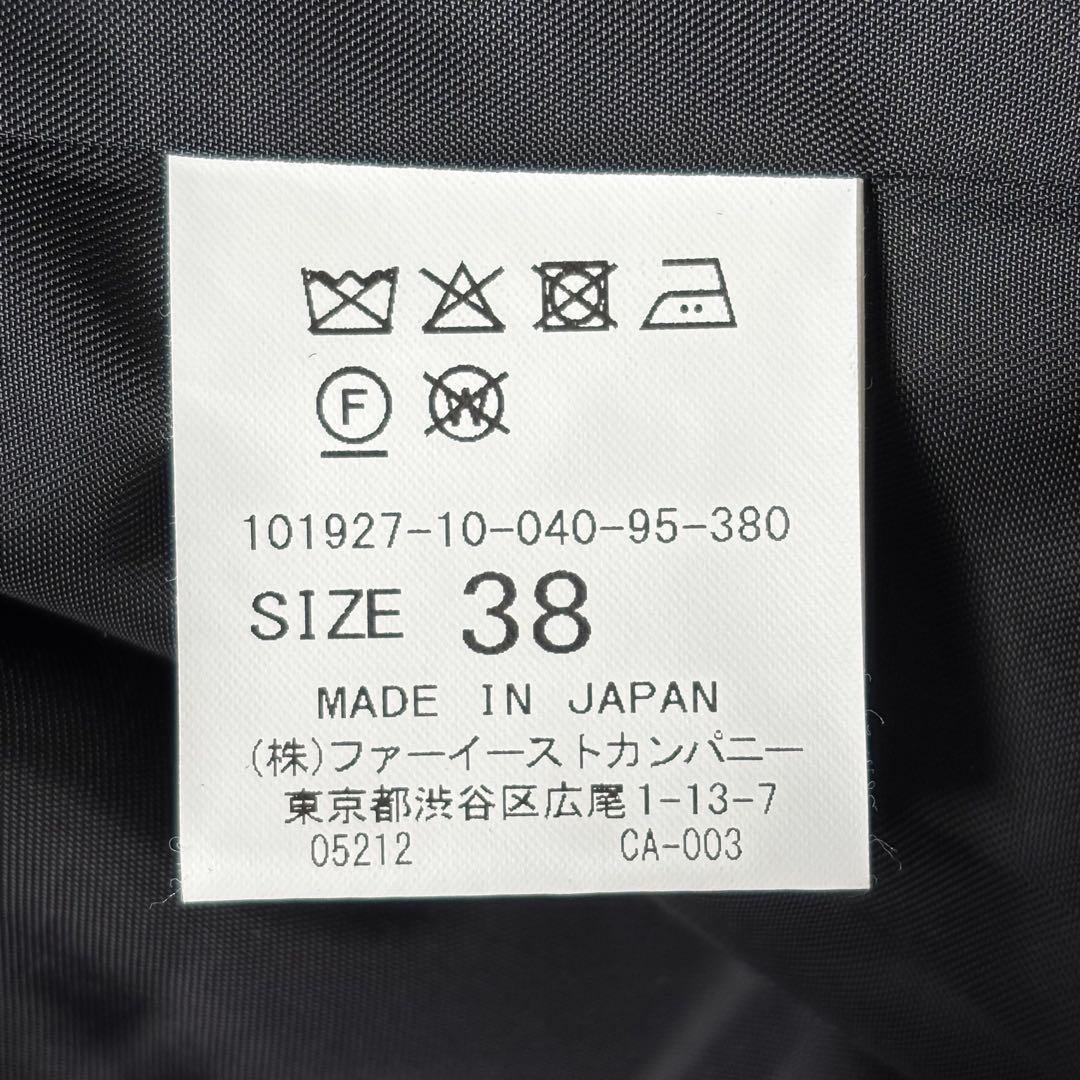 F W
101927-10-040-95-380
SIZE 38
MADE IN JAPAN
(株)ファーイーストカンパニー
東京都渋谷区広尾1-13-7
05212 CA-003